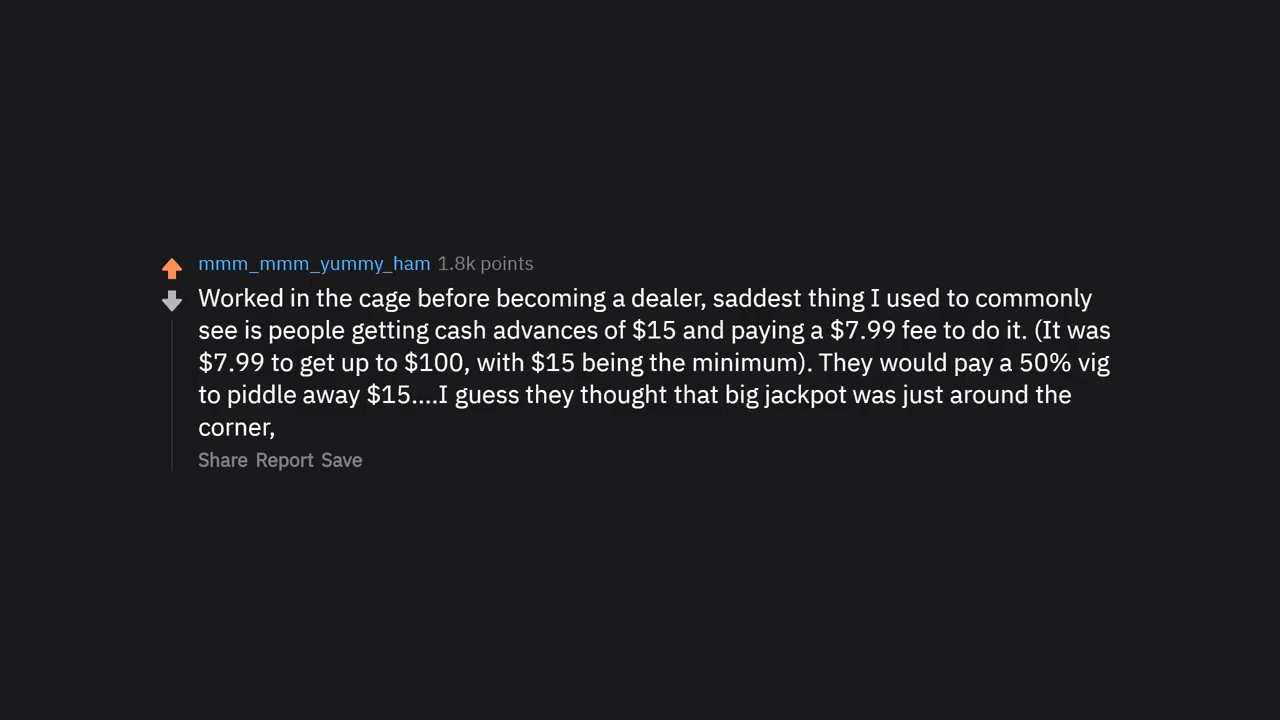 mmm_mmm_yummy_ham 1.8k points
Worked in the cage before becoming a dealer, saddest thing I used to commonly
see is people getting cash advances of $15 and paying a $7.99 fee to do it. (It was
$7.99 to get up to $100, with $15 being the minimum). They would pay a 50% vig
to piddle away $15....I guess they thought that big jackpot was just around the
corner,
Share Report Save